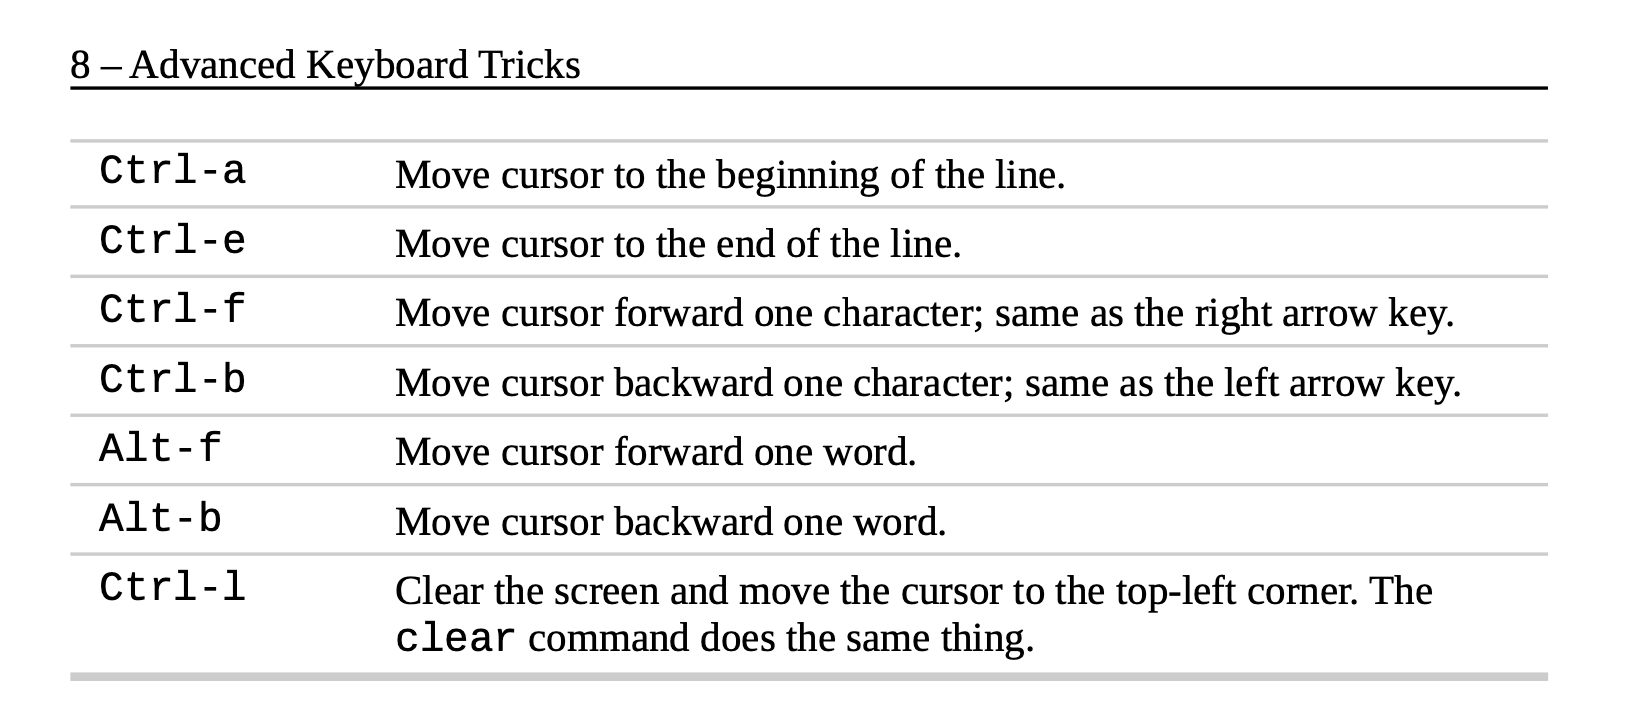 8 – Advanced Keyboard Tricks
Ctrl-a Move cursor to the beginning of the line.
Ctrl-e Move cursor to the end of the line.
Ctrl-f Move cursor forward one character; same as the right arrow key.
Ctrl-b Move cursor backward one character; same as the left arrow key.
Alt-f Move cursor forward one word.
Alt-b Move cursor backward one word.
Ctrl-l Clear the screen and move the cursor to the top-left corner. The
clear command does the same thing.